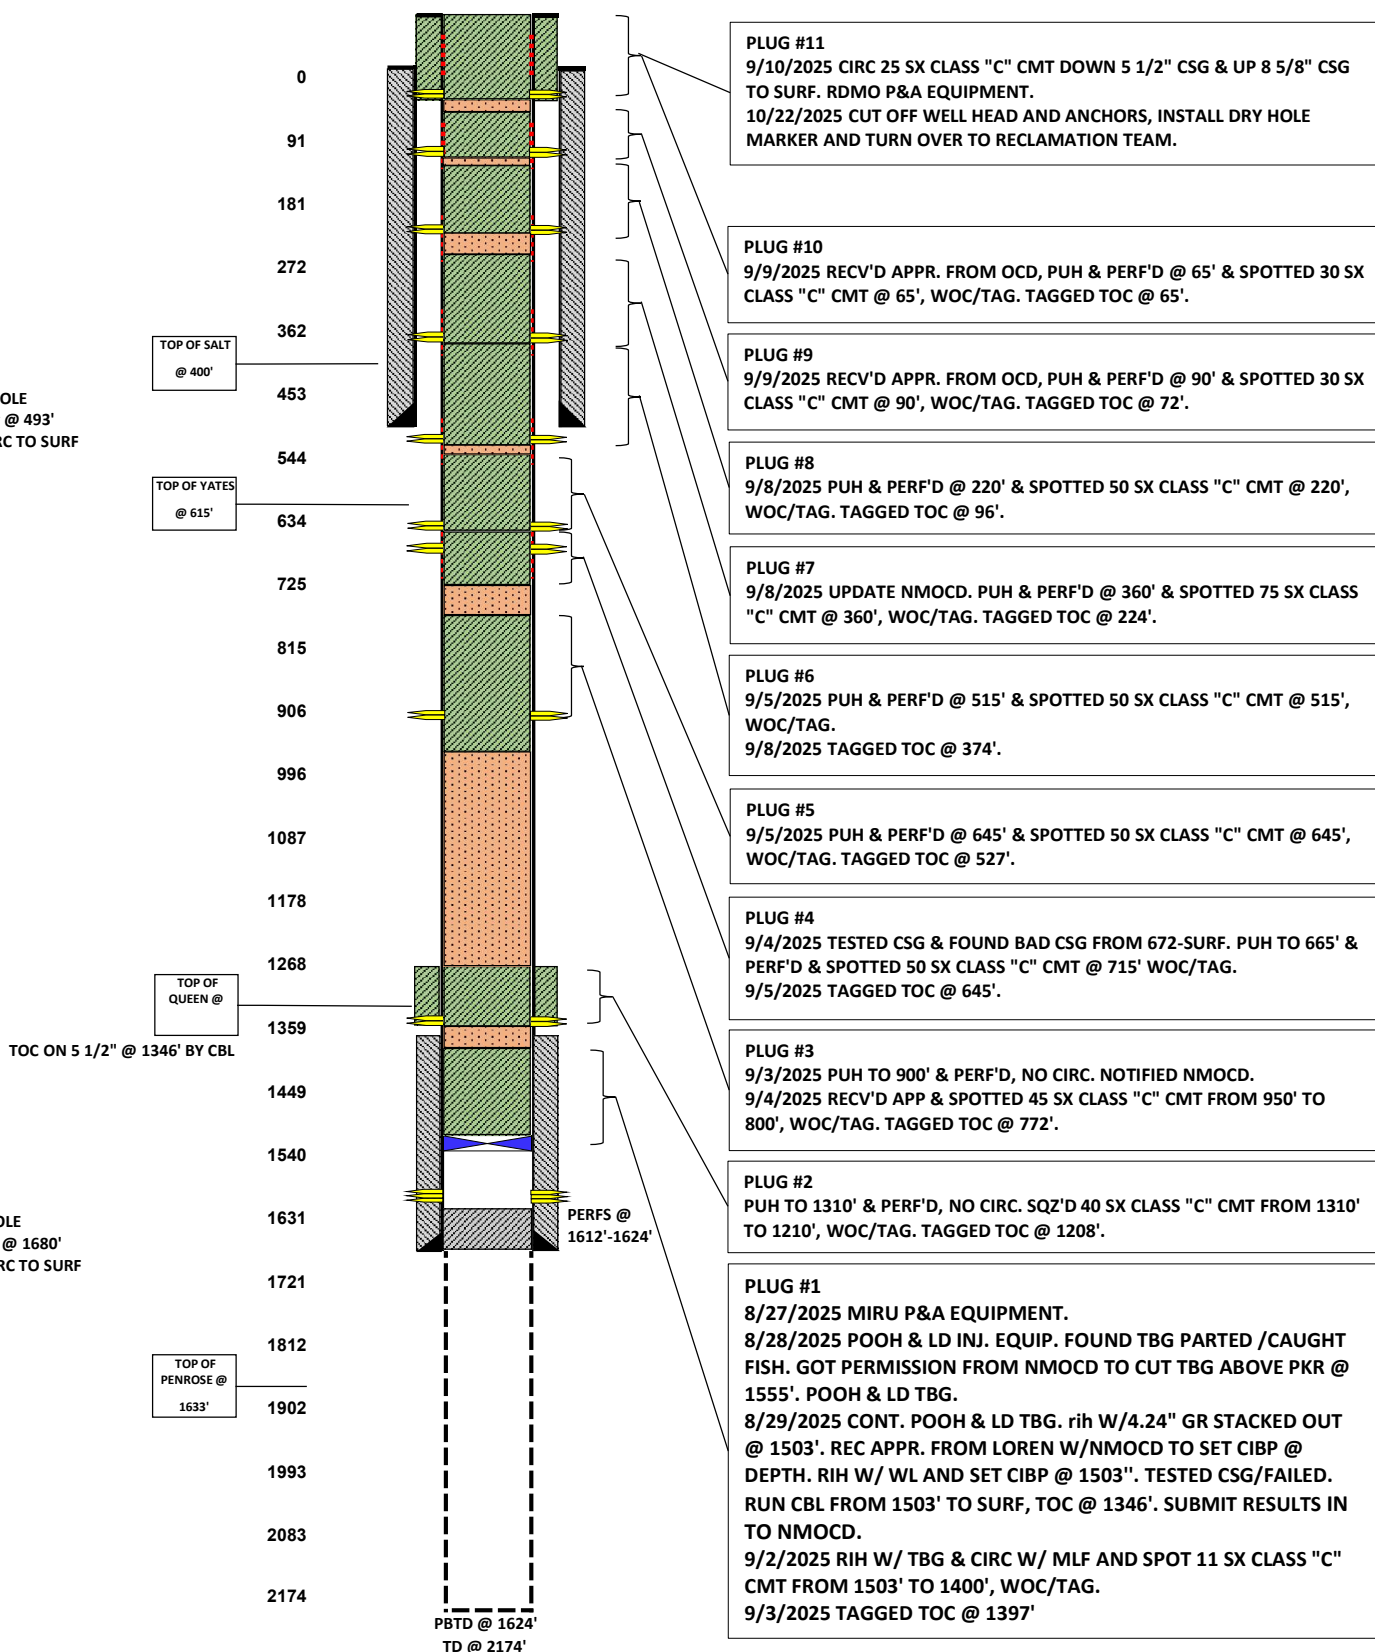 0
91
181
272
362
453
544
634
725
815
906
996
1087
1178
1268
1359
1449
1540
1631
1721
1812
1902
1993
2083
2174
TOP OF SALT
@ 400'
OLE
@ 493'
RC TO SURF
TOP OF YATES
@ 615'
TOP OF
QUEEN @
TOC ON 5 1/2" @ 1346' BY CBL
OLE
@ 1680'
RC TO SURF
TOP OF
PENROSE @
1633'
PERFS @
1612'-1624'
PBTD @ 1624'
TD @ 2174'
PLUG #11
9/10/2025 CIRC 25 SX CLASS "C" CMT DOWN 5 1/2" CSG & UP 8 5/8" CSG
TO SURF. RDMO P&A EQUIPMENT.
10/22/2025 CUT OFF WELL HEAD AND ANCHORS, INSTALL DRY HOLE
MARKER AND TURN OVER TO RECLAMATION TEAM.
PLUG #10
9/9/2025 RECV'D APPR. FROM OCD, PUH & PERF'D @ 65' & SPOTTED 30 SX
CLASS "C" CMT @ 65', WOC/TAG. TAGGED TOC @ 65'.
PLUG #9
9/9/2025 RECV'D APPR. FROM OCD, PUH & PERF'D @ 90' & SPOTTED 30 SX
CLASS "C" CMT @ 90', WOC/TAG. TAGGED TOC @ 72'.
PLUG #8
9/8/2025 PUH & PERF'D @ 220' & SPOTTED 50 SX CLASS "C" CMT @ 220',
WOC/TAG. TAGGED TOC @ 96'.
PLUG #7
9/8/2025 UPDATE NMOCD. PUH & PERF'D @ 360' & SPOTTED 75 SX CLASS
"C" CMT @ 360', WOC/TAG. TAGGED TOC @ 224'.
PLUG #6
9/5/2025 PUH & PERF'D @ 515' & SPOTTED 50 SX CLASS "C" CMT @ 515',
WOC/TAG.
9/8/2025 TAGGED TOC @ 374'.
PLUG #5
9/5/2025 PUH & PERF'D @ 645' & SPOTTED 50 SX CLASS "C" CMT @ 645',
WOC/TAG. TAGGED TOC @ 527'.
PLUG #4
9/4/2025 TESTED CSG & FOUND BAD CSG FROM 672-SURF. PUH TO 665' &
PERF'D & SPOTTED 50 SX CLASS "C" CMT @ 715' WOC/TAG.
9/5/2025 TAGGED TOC @ 645'.
PLUG #3
9/3/2025 PUH TO 900' & PERF'D, NO CIRC. NOTIFIED NMOCD.
9/4/2025 RECV'D APP & SPOTTED 45 SX CLASS "C" CMT FROM 950' TO
800', WOC/TAG. TAGGED TOC @ 772'.
PLUG #2
PUH TO 1310' & PERF'D, NO CIRC. SQZ'D 40 SX CLASS "C" CMT FROM 1310'
TO 1210', WOC/TAG. TAGGED TOC @ 1208'.
PLUG #1
8/27/2025 MIRU P&A EQUIPMENT.
8/28/2025 POOH & LD INJ. EQUIP. FOUND TBG PARTED /CAUGHT
FISH. GOT PERMISSION FROM NMOCD TO CUT TBG ABOVE PKR @
1555'. POOH & LD TBG.
8/29/2025 CONT. POOH & LD TBG. rih W/4.24" GR STACKED OUT
@ 1503'. REC APPR. FROM LOREN W/NMOCD TO SET CIBP @
DEPTH. RIH W/ WL AND SET CIBP @ 1503''. TESTED CSG/FAILED.
RUN CBL FROM 1503' TO SURF, TOC @ 1346'. SUBMIT RESULTS IN
TO NMOCD.
9/2/2025 RIH W/ TBG & CIRC W/ MLF AND SPOT 11 SX CLASS "C"
CMT FROM 1503' TO 1400', WOC/TAG.
9/3/2025 TAGGED TOC @ 1397'